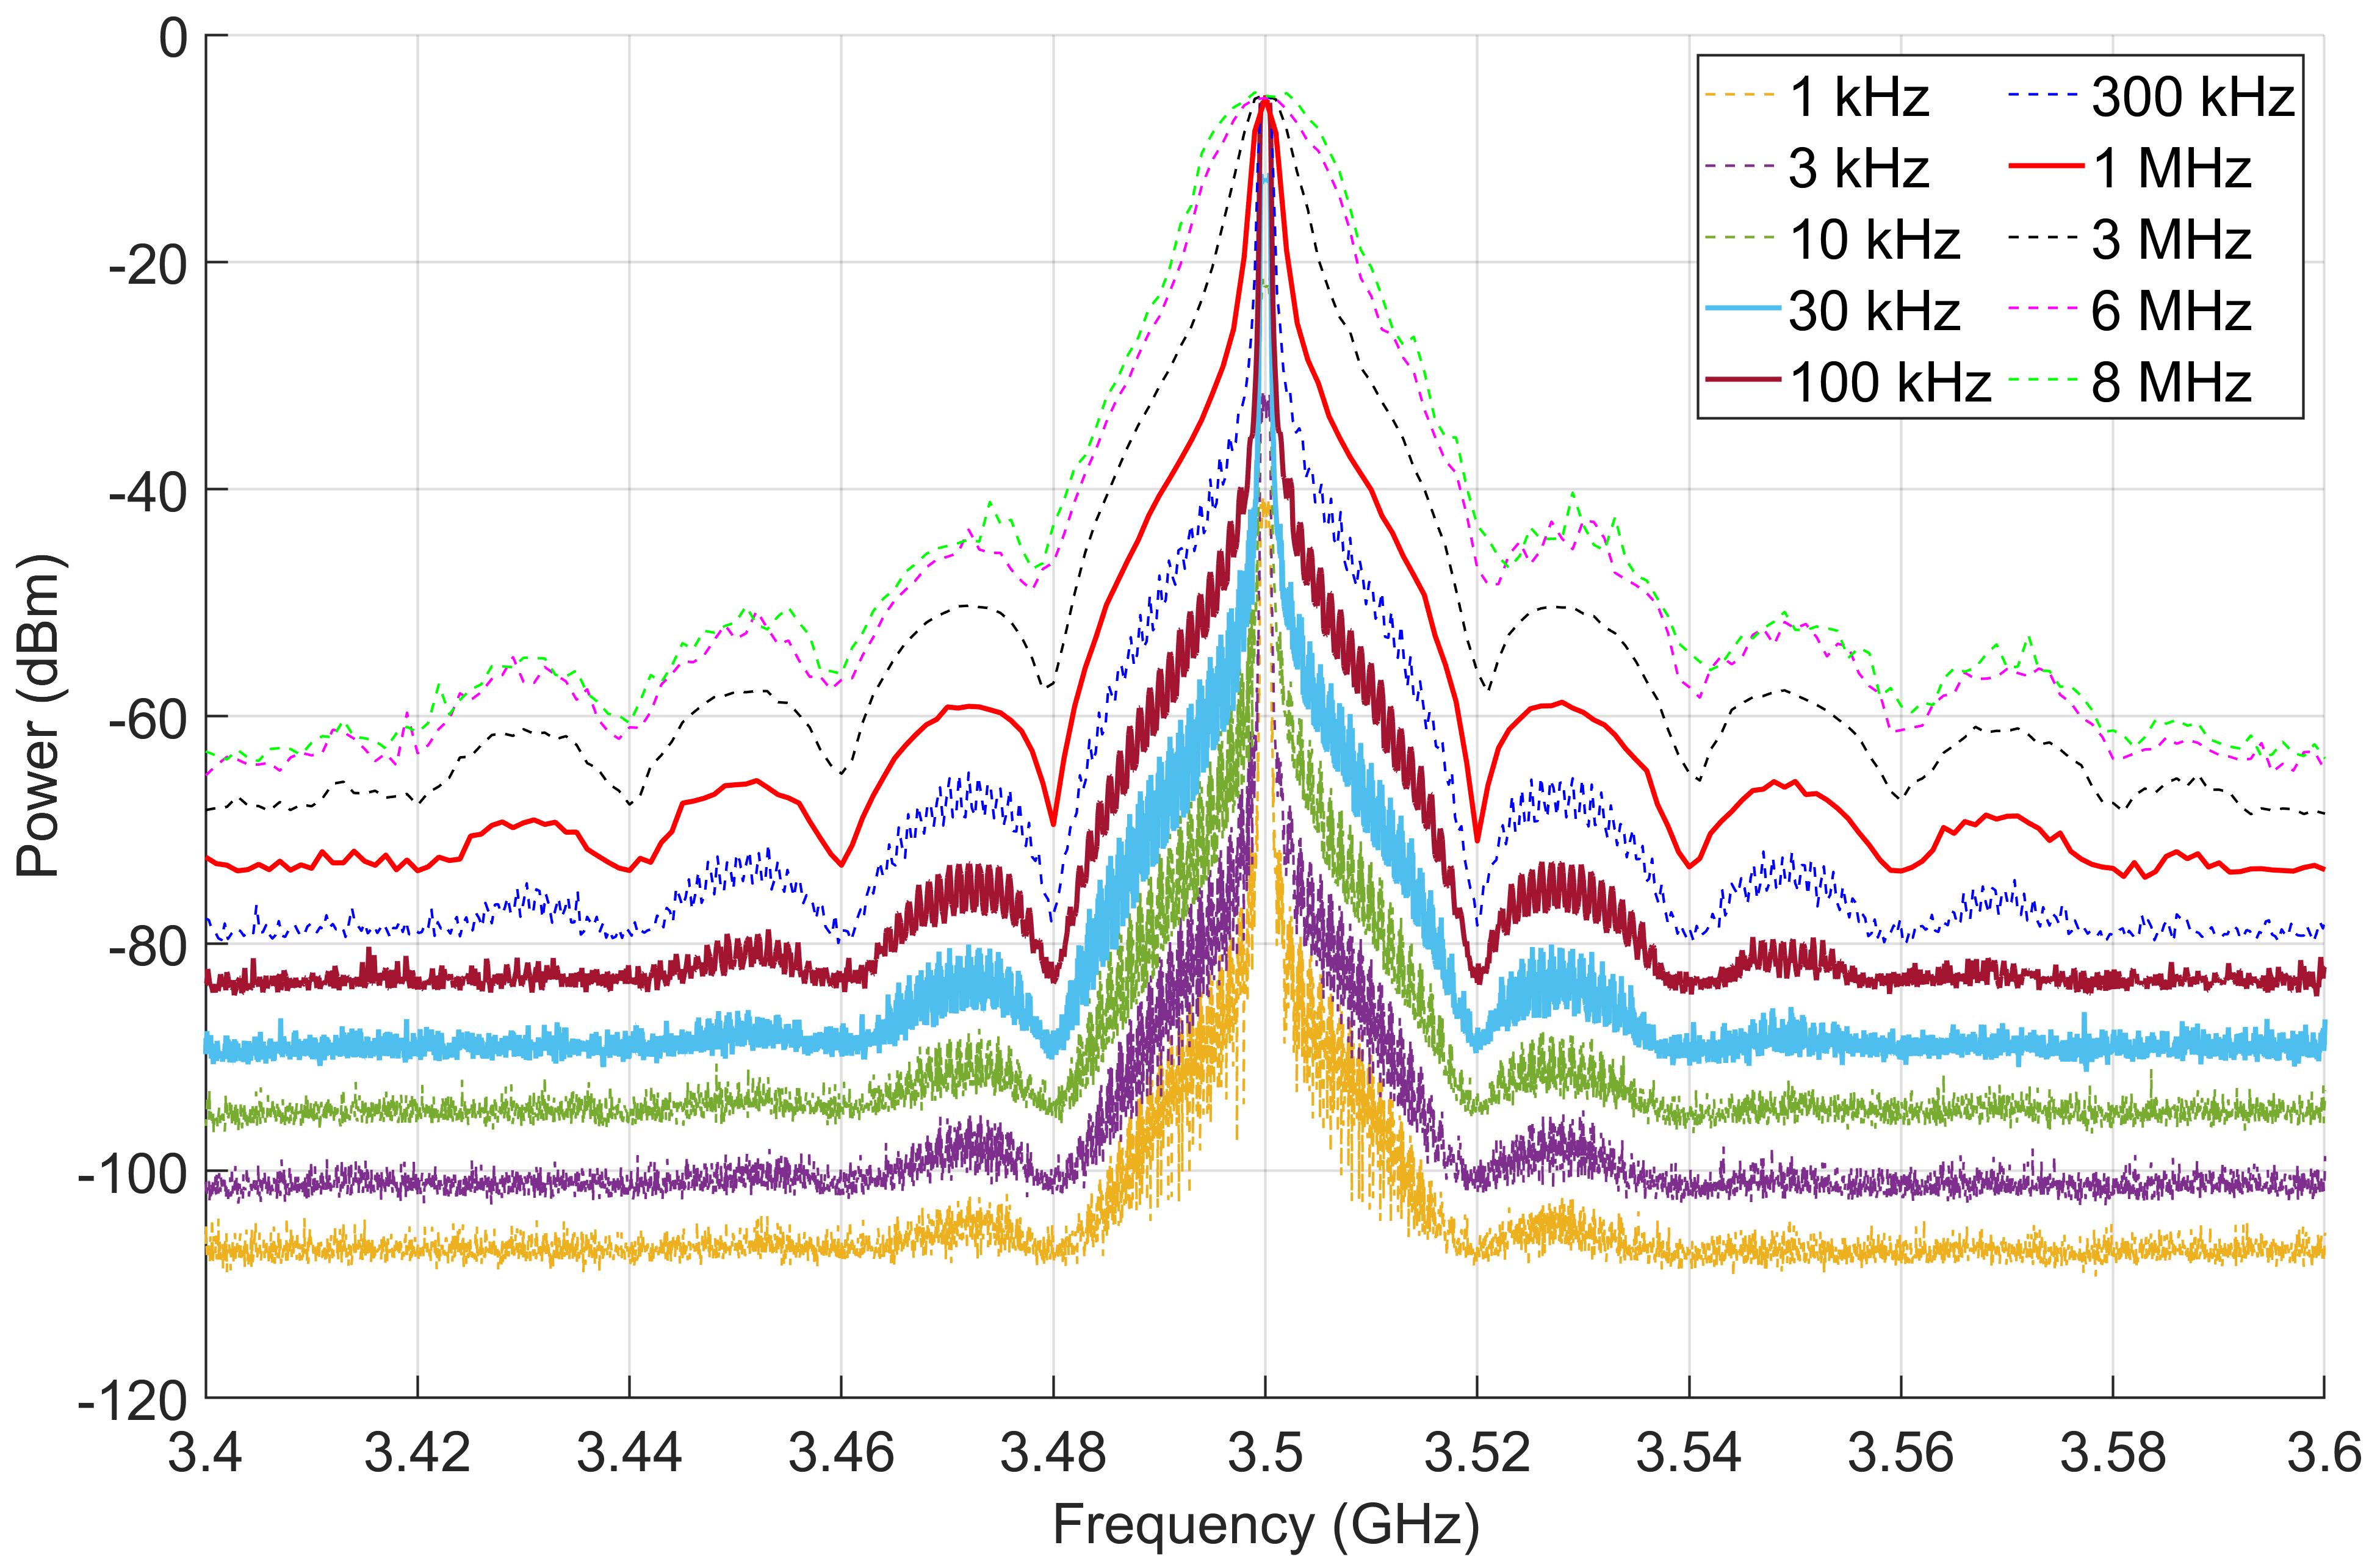 0
-20
-40
-60
-80
-100
-120
Power (dBm)
3.4 3.42 3.44 3.46 3.48 3.5 3.52 3.54 3.56 3.58 3.6
Frequency (GHz)
1 kHz 300 kHz
3 kHz 1 MHz
10 kHz 3 MHz
30 kHz 6 MHz
100 kHz 8 MHz